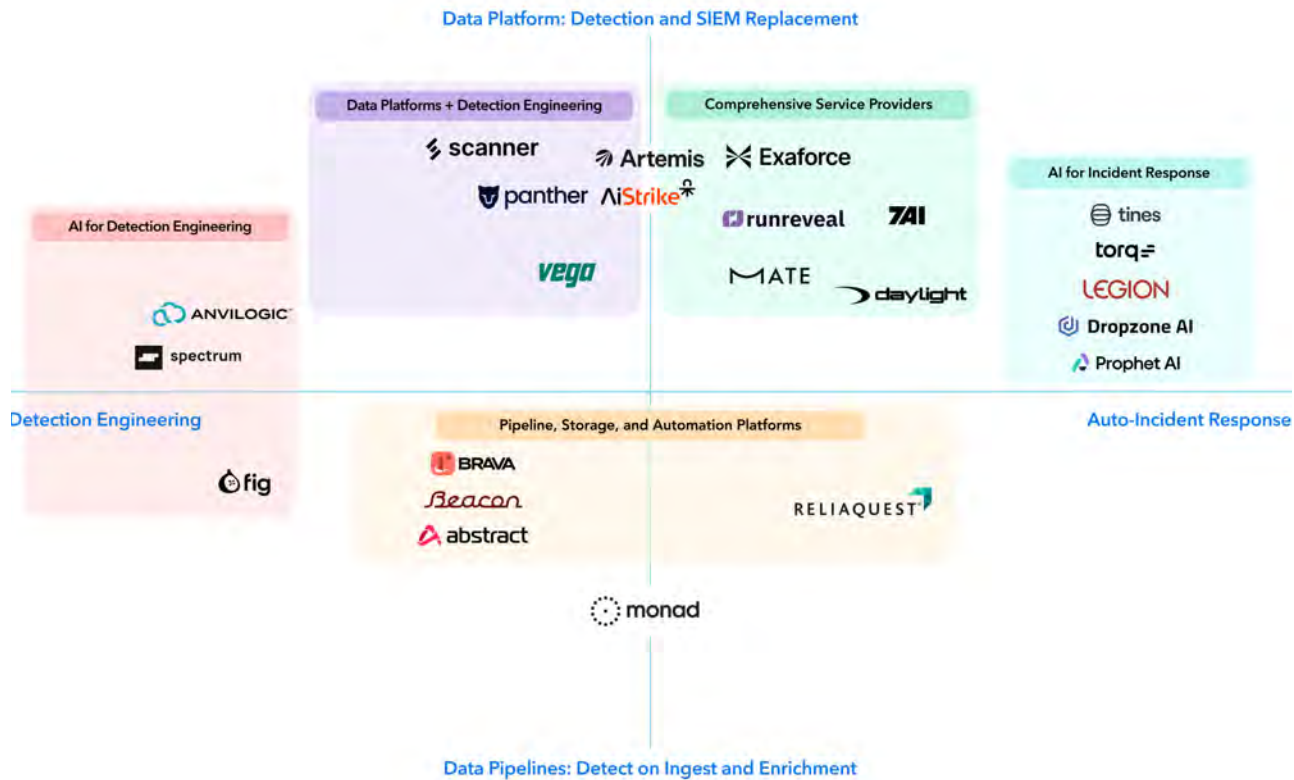 Data Platform: Detection and SIEM Replacement
Data Platforms + Detection Engineering
Comprehensive Service Providers
scanner
Artemis
Exaforce
AI for Incident Response
panther
AiStrike
tines
AI for Detection Engineering
runreveal
7AI
torq
vega
MATE
LEGION
daylight
ANVILOGIC
Dropzone AI
spectrum
Prophet AI
Detection Engineering
Pipeline, Storage, and Automation Platforms
Auto-Incident Response
BRAVA
fig
Beacon
RELIAQUEST
abstract
monad
Data Pipelines: Detect on Ingest and Enrichment